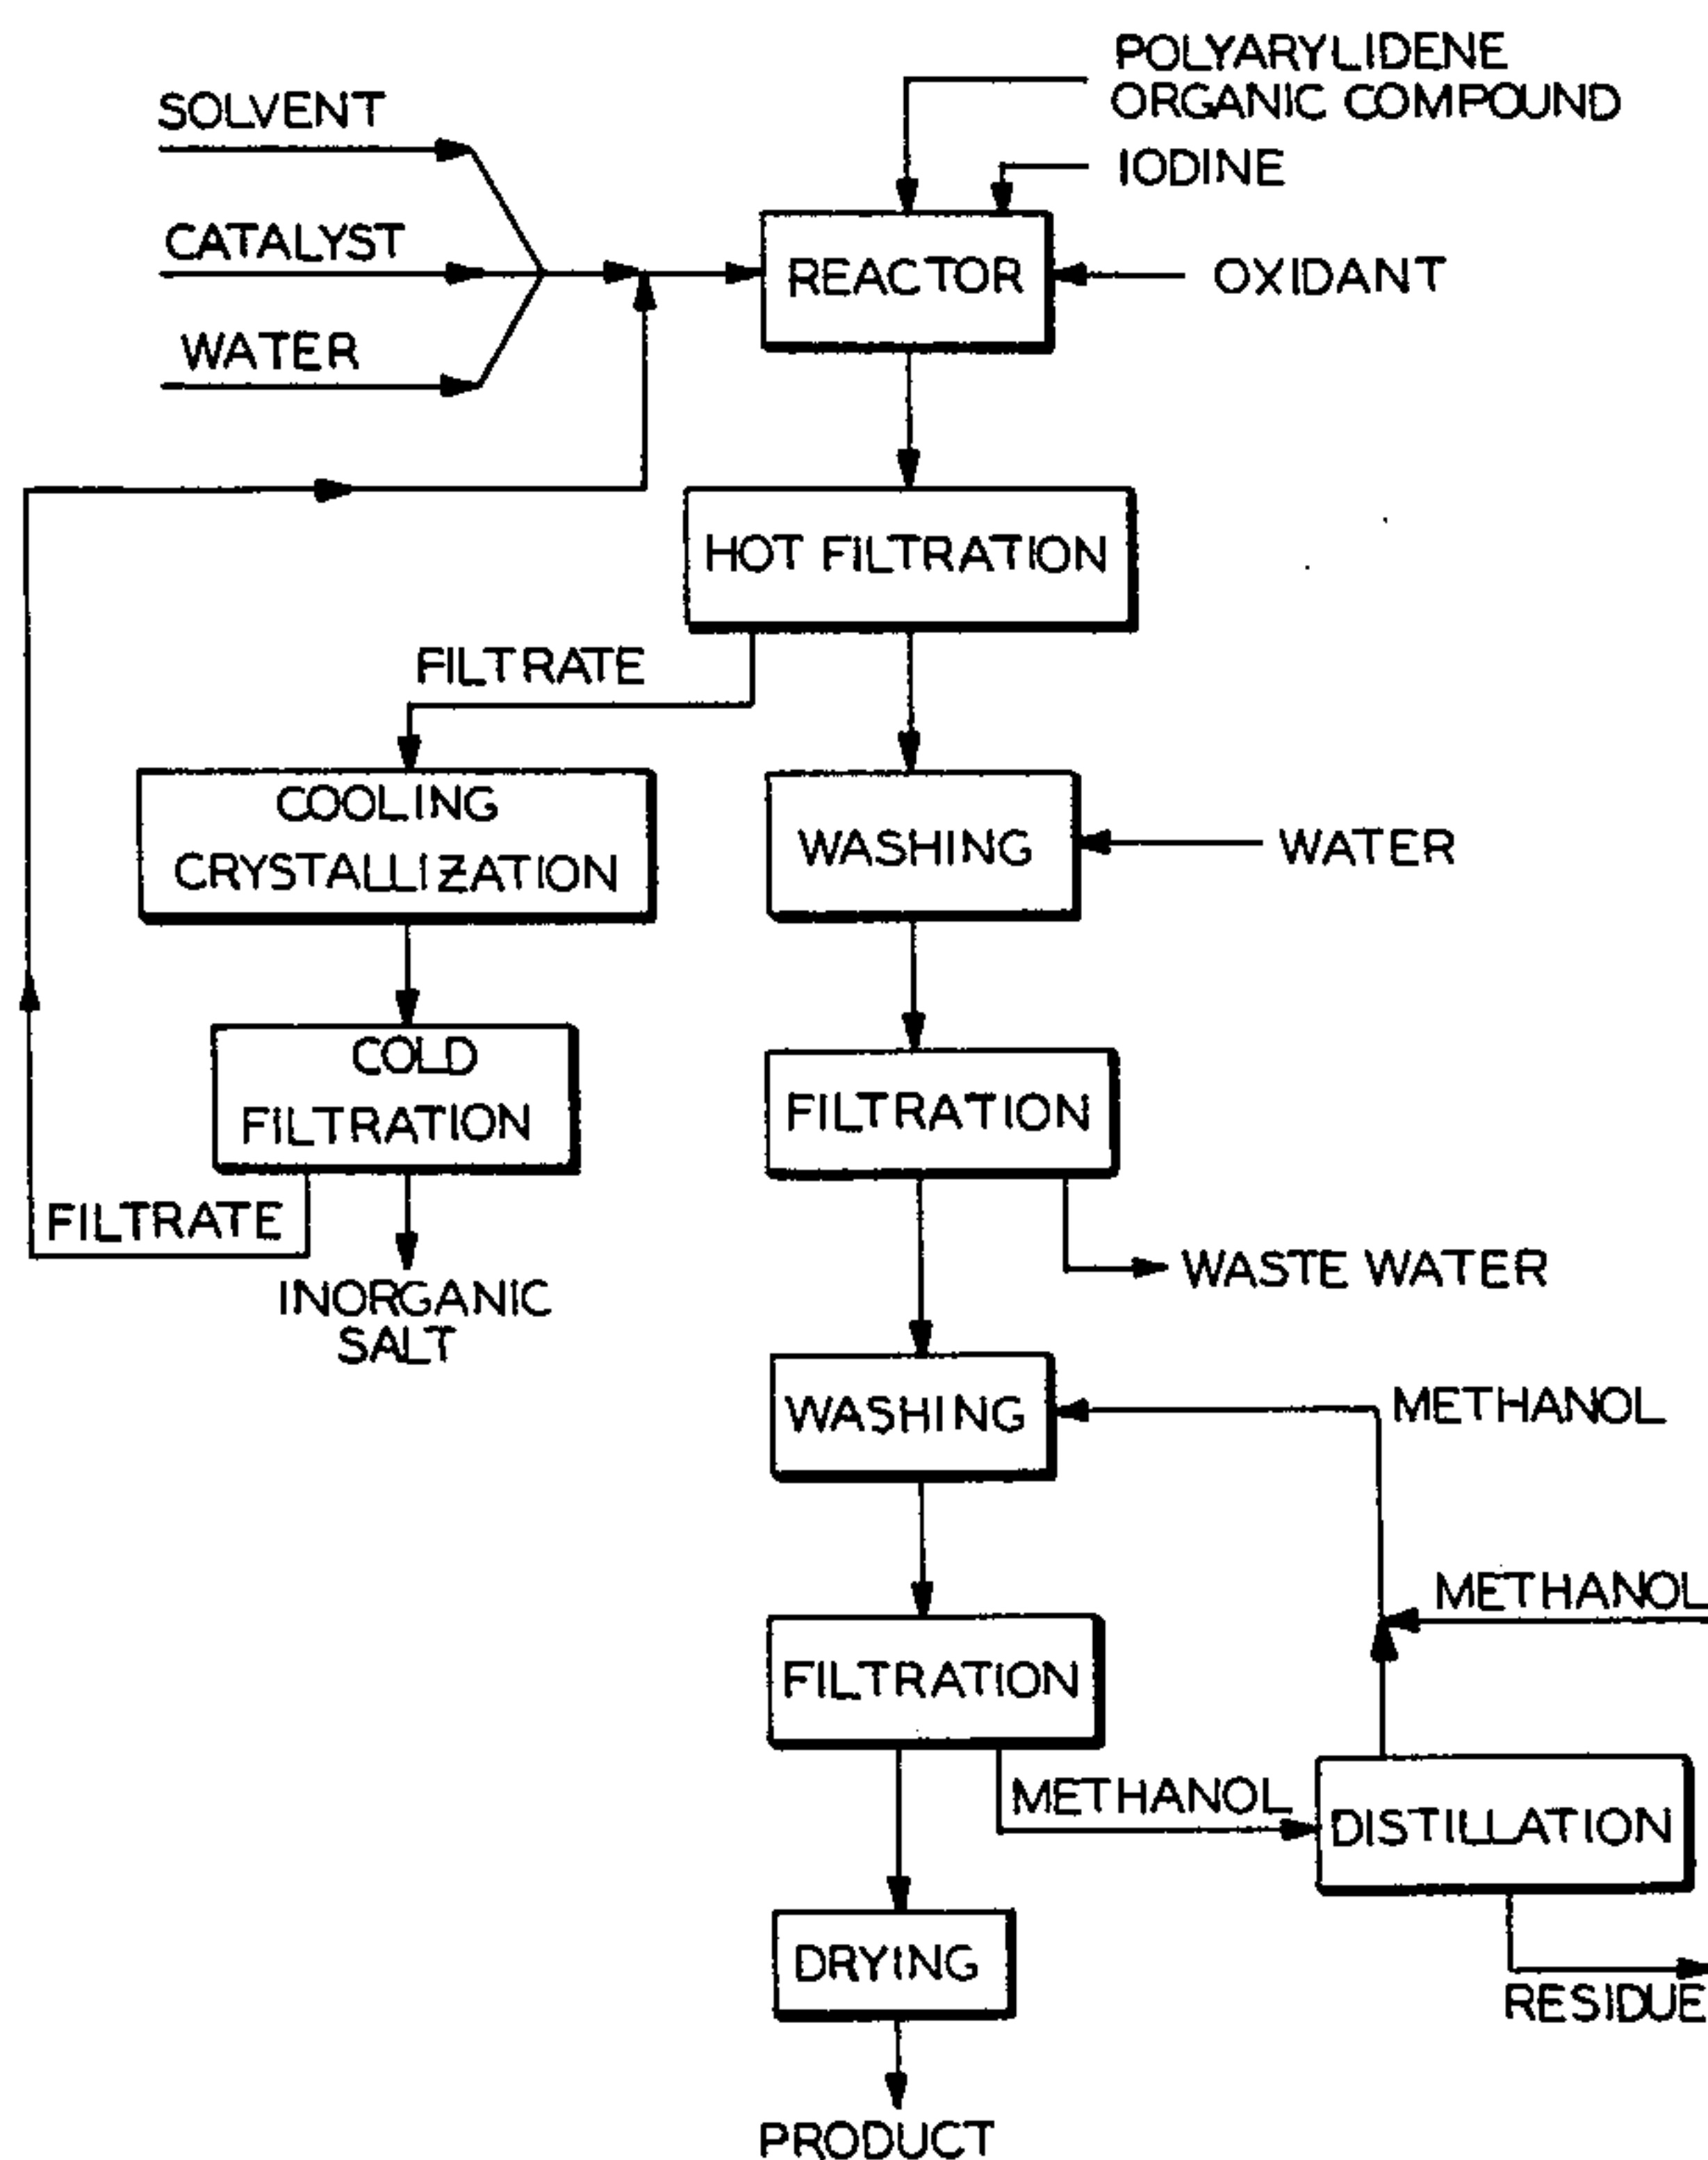 POLYARYLIDENE
ORGANIC COMPOUND
SOLVENT
IODINE
CATALYST
REACTOR
OXIDANT
WATER
HOT FILTRATION
FILTRATE
COOLING
CRYSTALLIZATION
WASHING
WATER
COLD
FILTRATION
FILTRATION
FILTRATE
WASTE WATER
INORGANIC
SALT
WASHING
METHANOL
METHANOL
FILTRATION
METHANOL
DISTILLATION
DRYING
RESIDUE
PRODUCT